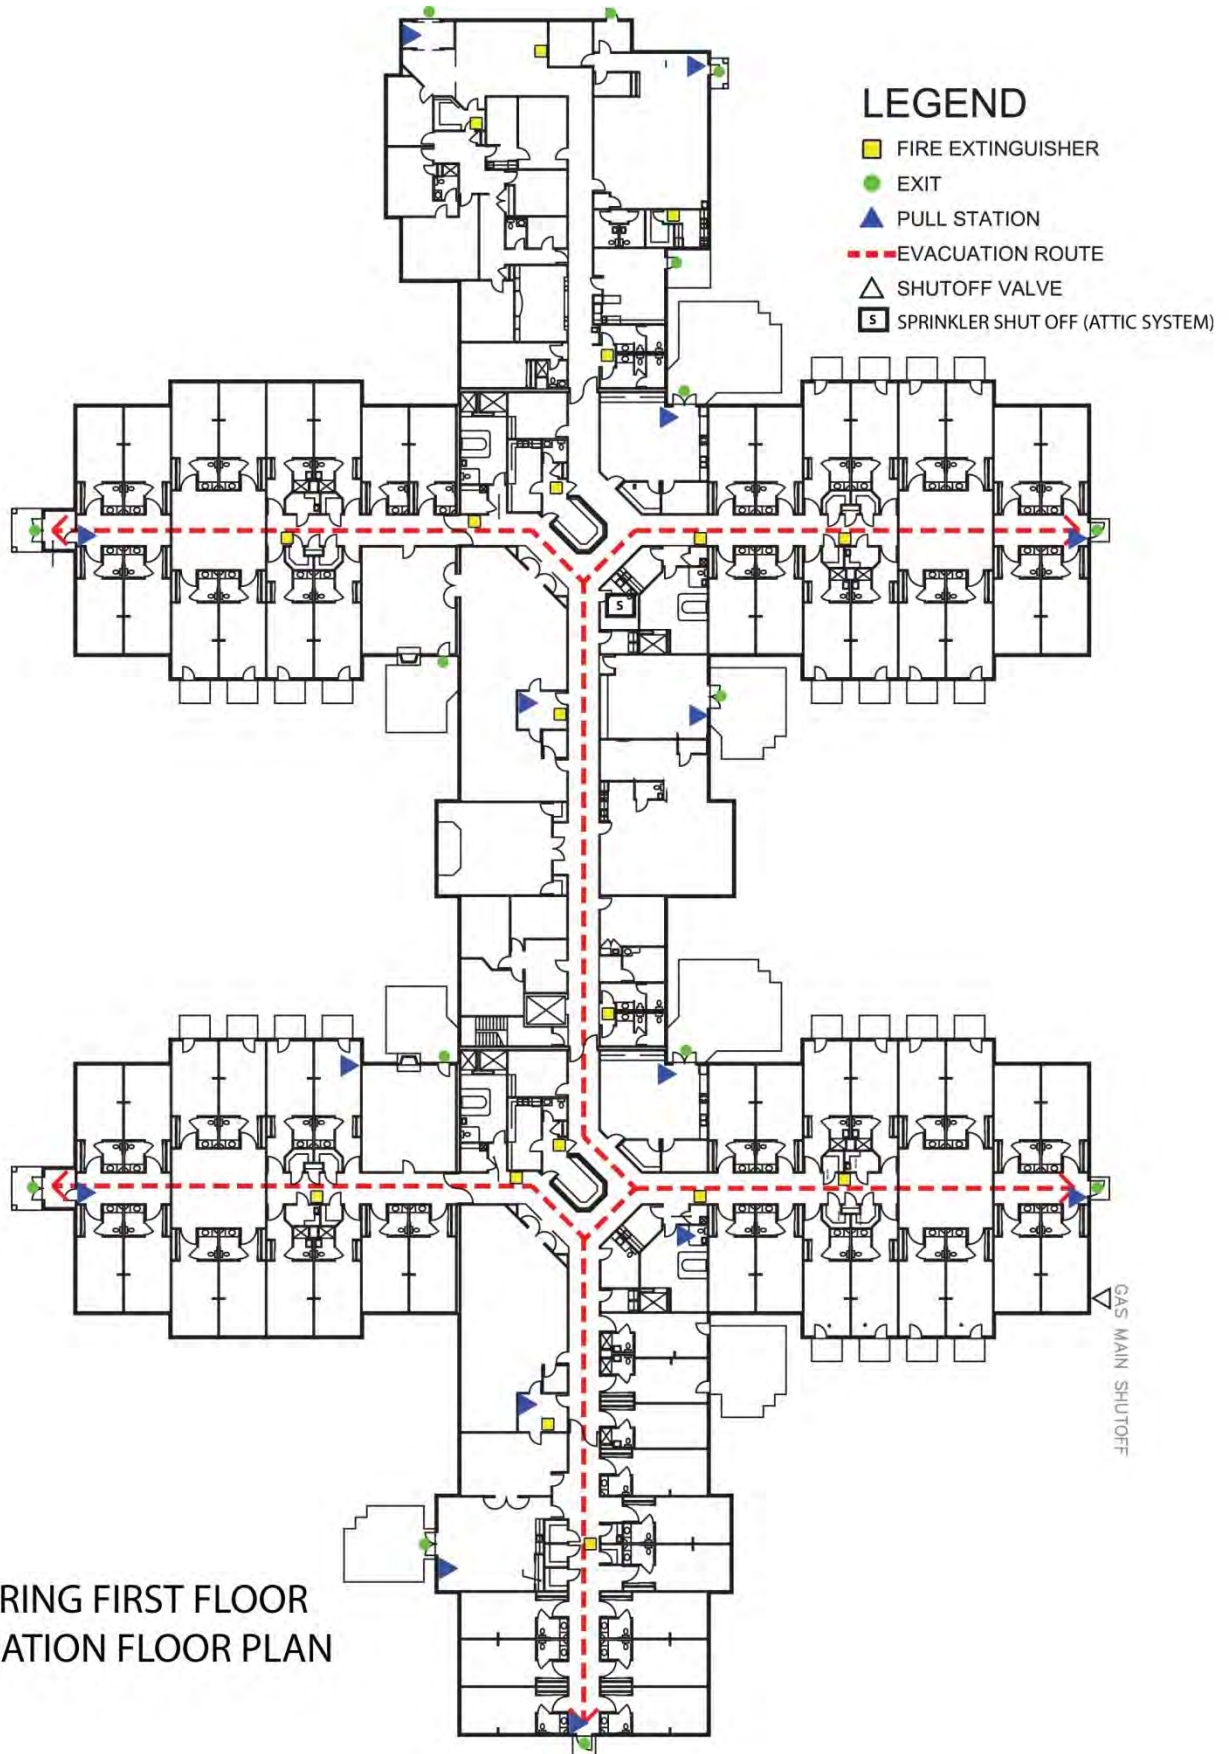 LEGEND
FIRE EXTINGUISHER
EXIT
PULL STATION
EVACUATION ROUTE
SHUTOFF VALVE
S SPRINKLER SHUT OFF (ATTIC SYSTEM)
S
GAS MAIN SHUTOFF
RING FIRST FLOOR
ATION FLOOR PLAN